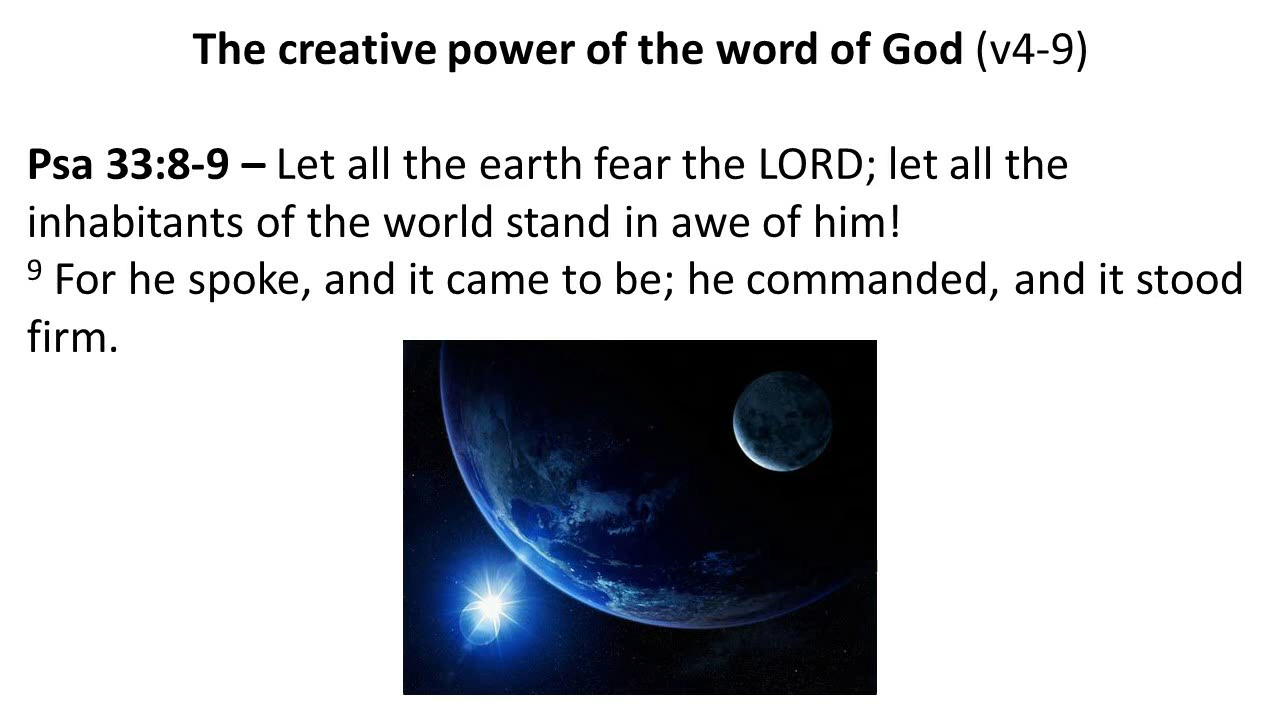 The creative power of the word of God (v4-9)
Psa 33:8-9 – Let all the earth fear the LORD; let all the
inhabitants of the world stand in awe of him!
9 For he spoke, and it came to be; he commanded, and it stood
firm.